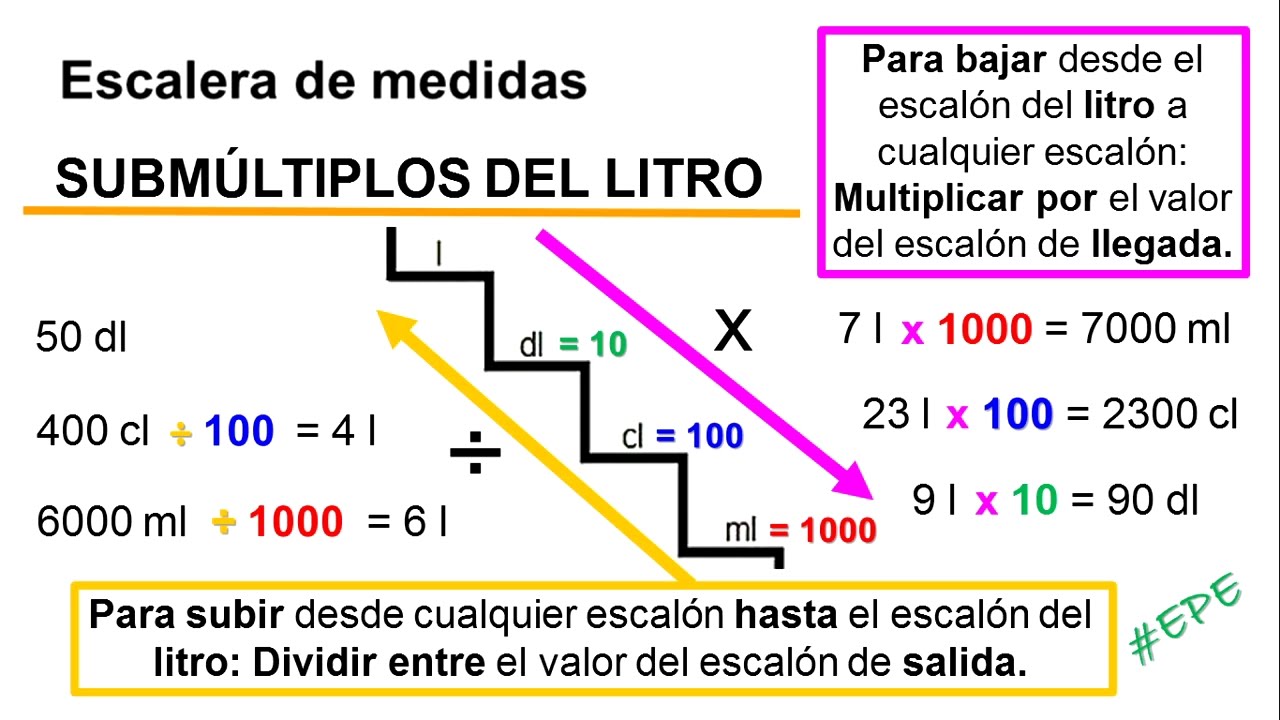 Escalera de medidas
SUBMÚLTIPLOS DEL LITRO
Para bajar desde el
escalón del litro a
cualquier escalón:
Multiplicar por el valor
del escalón de llegada.
l
dl = 10
cl = 100
ml = 1000
X
÷
50 dl
400 cl ÷ 100 = 4 l
6000 ml ÷ 1000 = 6 l
7 l x 1000 = 7000 ml
23 l x 100 = 2300 cl
9 l x 10 = 90 dl
Para subir desde cualquier escalón hasta el escalón del
litro: Dividir entre el valor del escalón de salida.
#EPE